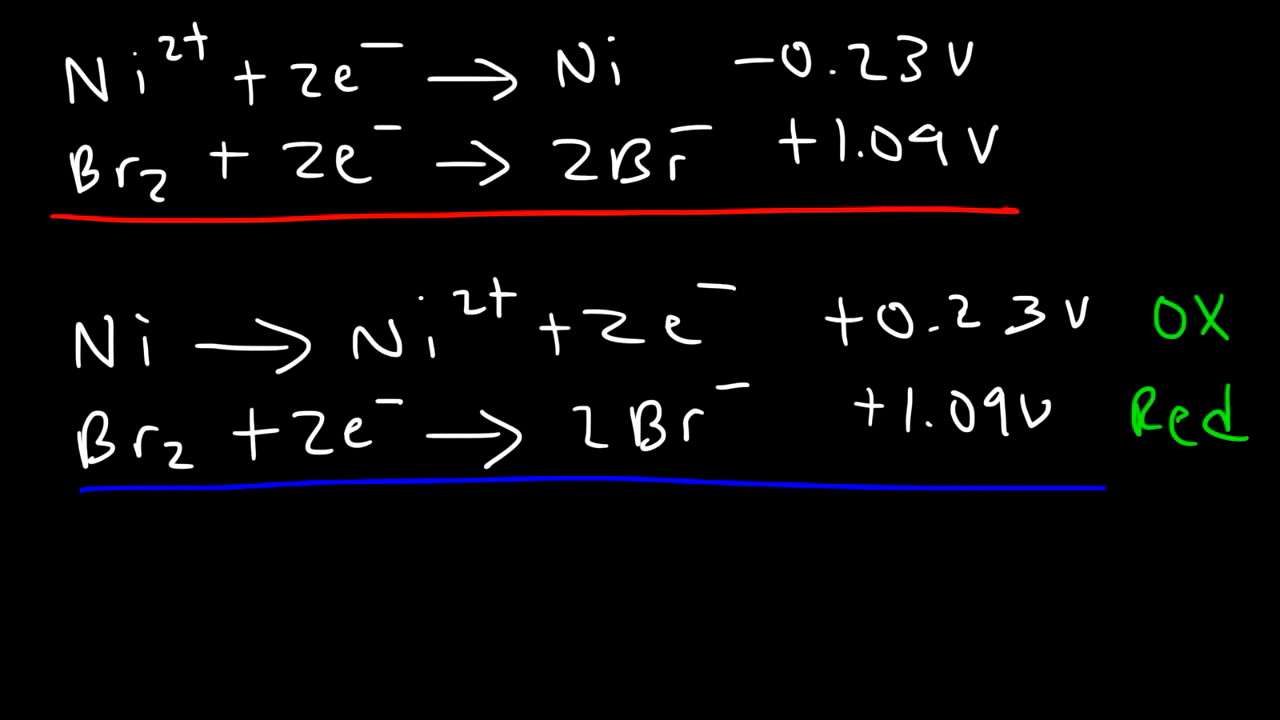 Ni²⁺ + 2e⁻ → Ni -0.23v
Br₂ + 2e⁻ → 2Br⁻ +1.09v
Ni → Ni²⁺ + 2e⁻ +0.23v OX
Br₂ + 2e⁻ → 2Br⁻ +1.09v Red